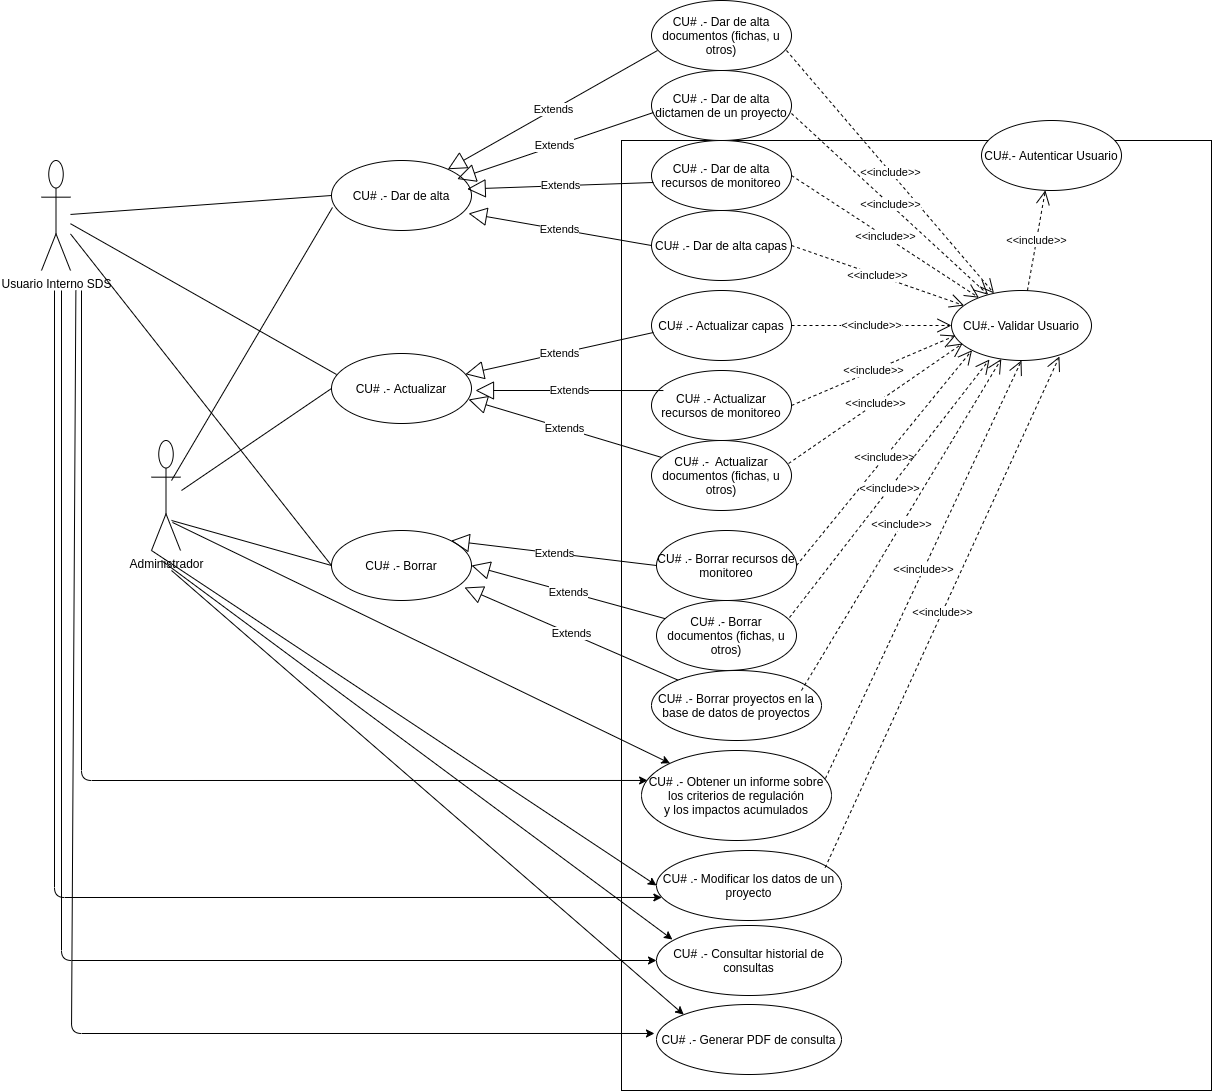 CU# .- Dar de alta
documentos (fichas, u
otros)
Extends
CU# .- Dar de alta
dictamen de un proyecto
Extends
CU#.- Autenticar Usuario
CU# .- Dar de alta
recursos de monitoreo
<<include>>
Extends
CU# .- Dar de alta
<<include>>
Extends
<<include>>
<<include>>
CU# .- Dar de alta capas
<<include>>
Usuario Interno SDS
CU# .- Actualizar capas
<<include>>
CU#.- Validar Usuario
Extends
<<include>>
CU# .- Actualizar
Extends
CU# .- Actualizar
recursos de monitoreo
<<include>>
Extends
CU# .-  Actualizar
documentos (fichas, u
otros)
<<include>>
<<include>>
<<include>>
Administrador
CU# .- Borrar
Extends
CU# .- Borrar recursos de
monitoreo
<<include>>
Extends
<<include>>
CU# .- Borrar
documentos (fichas, u
otros)
Extends
CU# .- Borrar proyectos en la
base de datos de proyectos
CU# .- Obtener un informe sobre
los criterios de regulación
y los impactos acumulados
CU# .- Modificar los datos de un
proyecto
CU# .- Consultar historial de
consultas
CU# .- Generar PDF de consulta